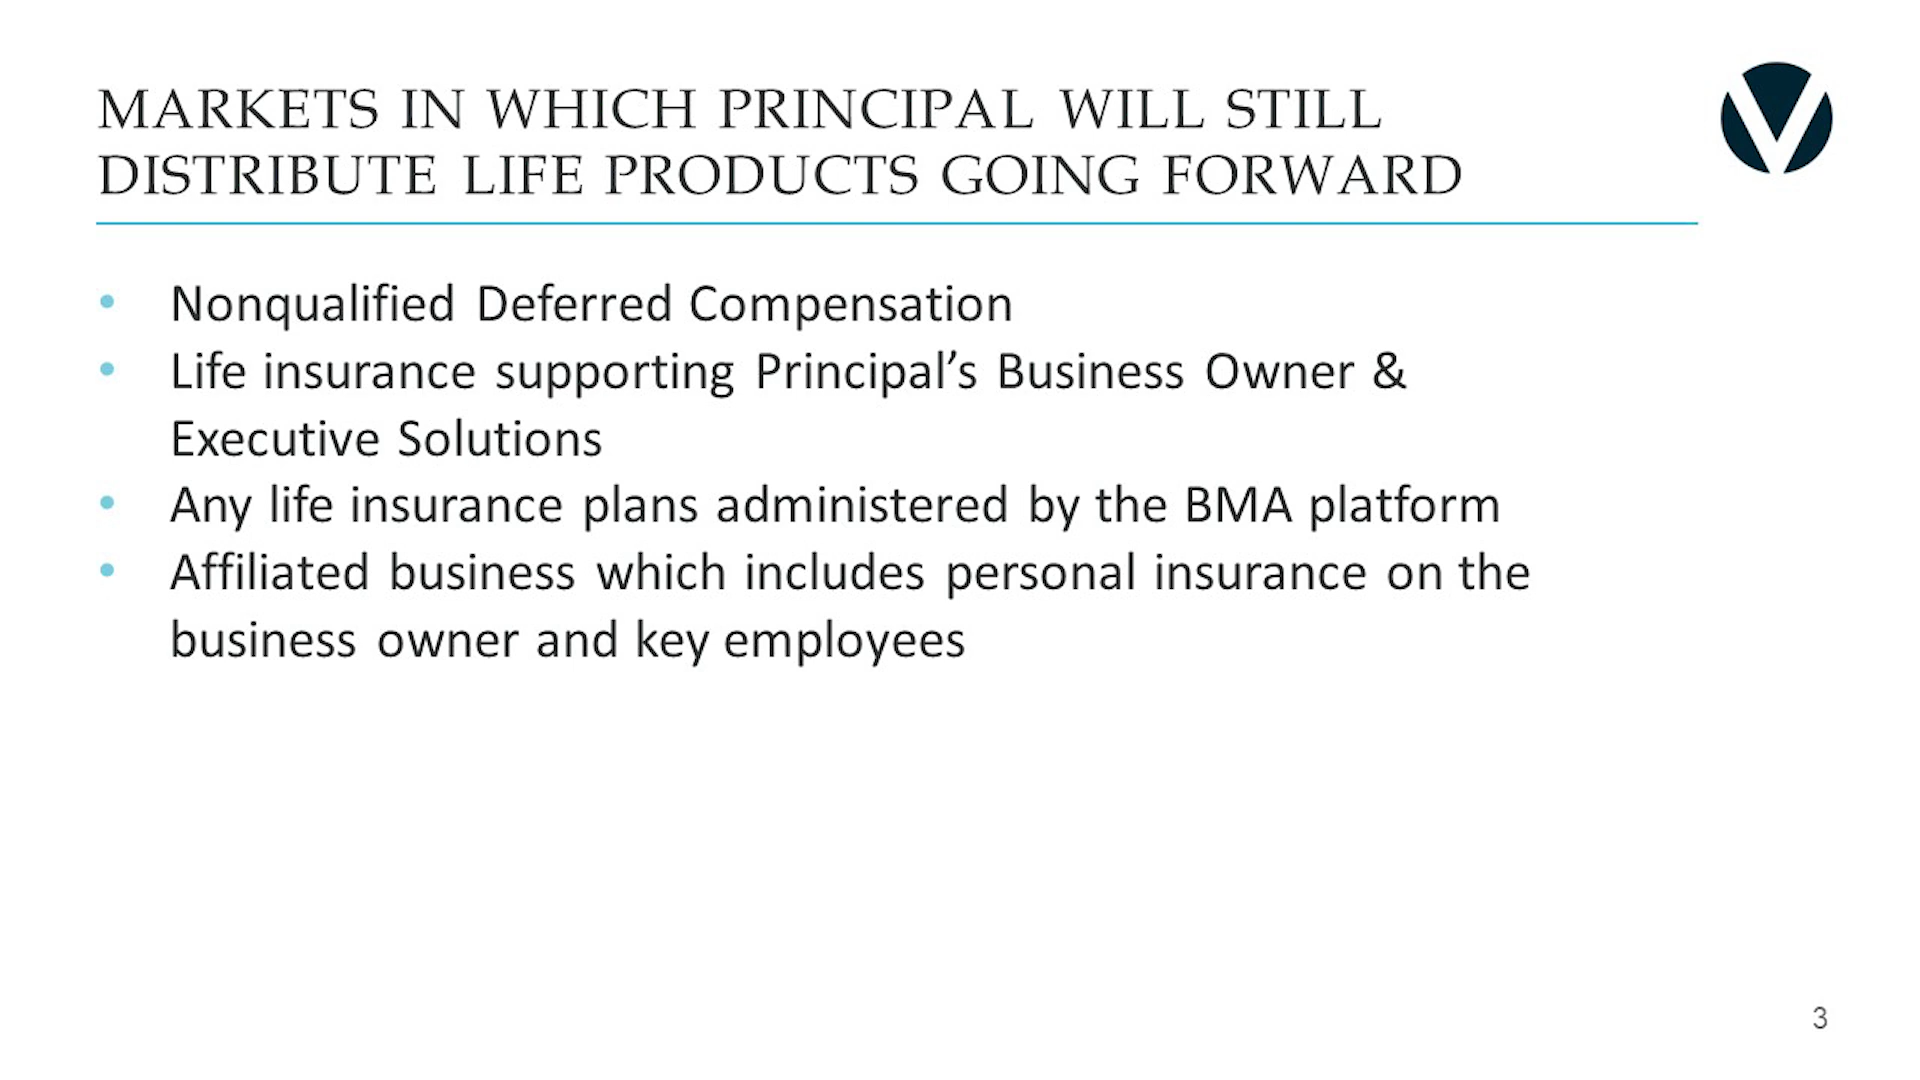 MARKETS IN WHICH PRINCIPAL WILL STILL
DISTRIBUTE LIFE PRODUCTS GOING FORWARD
• Nonqualified Deferred Compensation
• Life insurance supporting Principal’s Business Owner &
Executive Solutions
• Any life insurance plans administered by the BMA platform
• Affiliated business which includes personal insurance on the
business owner and key employees
3